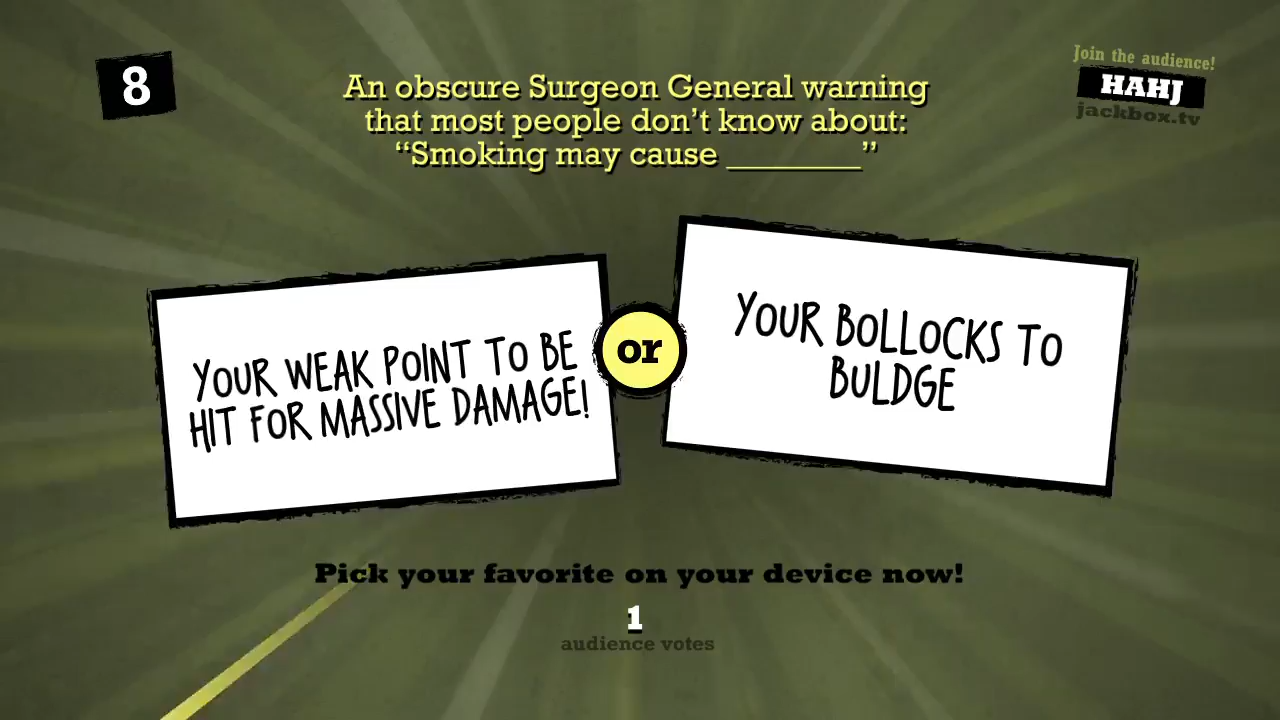 8
An obscure Surgeon General warning
that most people don't know about:
“Smoking may cause ________”
Join the audience!
HAHJ
jackbox.tv
YOUR WEAK POINT TO BE
HIT FOR MASSIVE DAMAGE!
or
YOUR BOLLOCKS TO
BULDGE
Pick your favorite on your device now!
1
audience votes